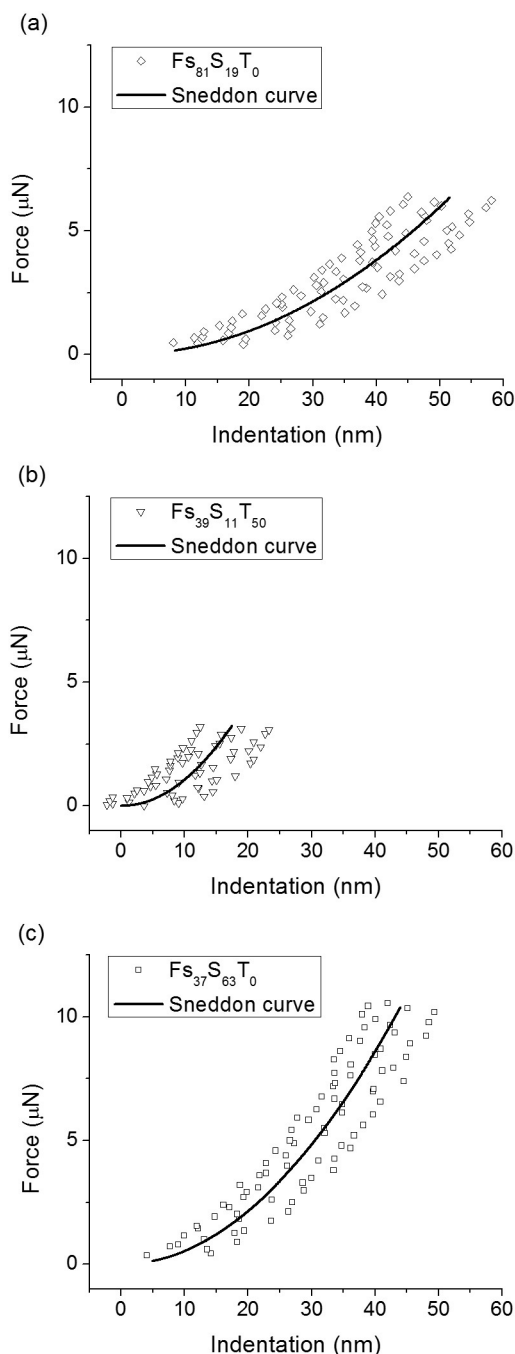 (a)
Fs₈₁S₁₉T₀
Sneddon curve
10
5
0
Force (μN)
0 10 20 30 40 50 60
Indentation (nm)
(b)
Fs₃₉S₁₁T₅₀
Sneddon curve
10
5
0
Force (μN)
0 10 20 30 40 50 60
Indentation (nm)
(c)
Fs₃₇S₆₃T₀
Sneddon curve
10
5
0
Force (μN)
0 10 20 30 40 50 60
Indentation (nm)